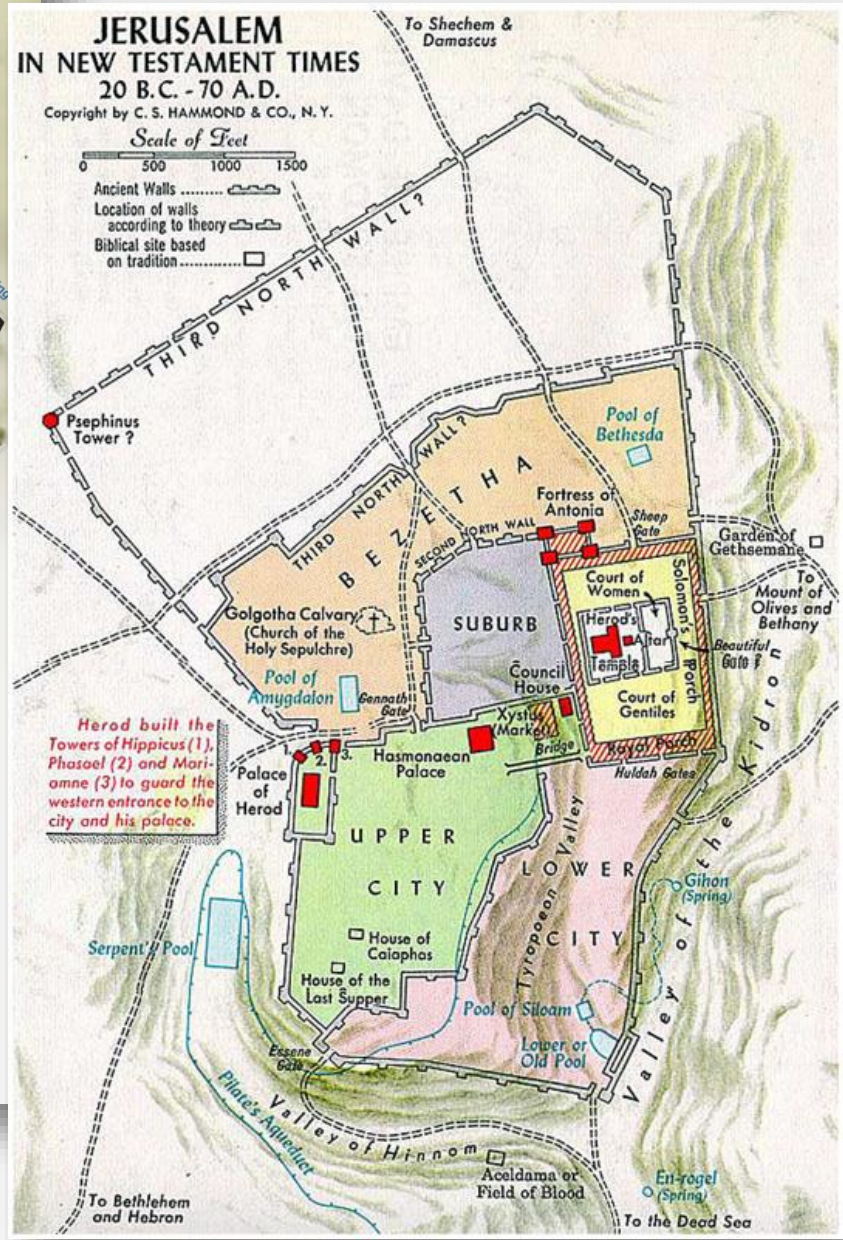 JERUSALEM
IN NEW TESTAMENT TIMES
20 B.C. - 70 A.D.
Copyright by C. S. HAMMOND & CO., N. Y.
Scale of Feet
0 500 1000 1500
Ancient Walls ........
Location of walls
according to theory
Biblical site based
on tradition ............
To Shechem &
Damascus
THIRD NORTH WALL?
Psephinus
Tower ?
Pool of
Bethesda
THIRD NORTH WALL?
BEZETHA
SECOND NORTH WALL
Fortress of
Antonia
Sheep
Gate
Garden of
Gethsemane
To
Mount of
Olives and
Bethany
Golgotha Calvary
(Church of the
Holy Sepulchre)
SUBURB
Court of
Women
Solomon's Porch
Herod's
Temple
Altar
Beautiful
Gate ?
Court of
Gentiles
Royal Porch
Huldah Gates
Pool of
Amygdalon
Gennath
Gate
Council
House
Xystus
(Market)
Bridge
Hasmonaean
Palace
Herod built the
Towers of Hippicus (1),
Phasael (2) and Mari-
amne (3) to guard the
western entrance to the
city and his palace.
1.
2.
3.
Palace
of
Herod
UPPER
CITY
LOWER
CITY
Tyropoeon Valley
Valley of the Kidron
Gihon
(Spring)
Serpent's Pool
House of
Caiaphas
House of the
Last Supper
Pool of Siloam
Lower or
Old Pool
Essene
Gate
Pilate's Aqueduct
Valley of Hinnom
Aceldama or
Field of Blood
En-rogel
(Spring)
To Bethlehem
and Hebron
To the Dead Sea